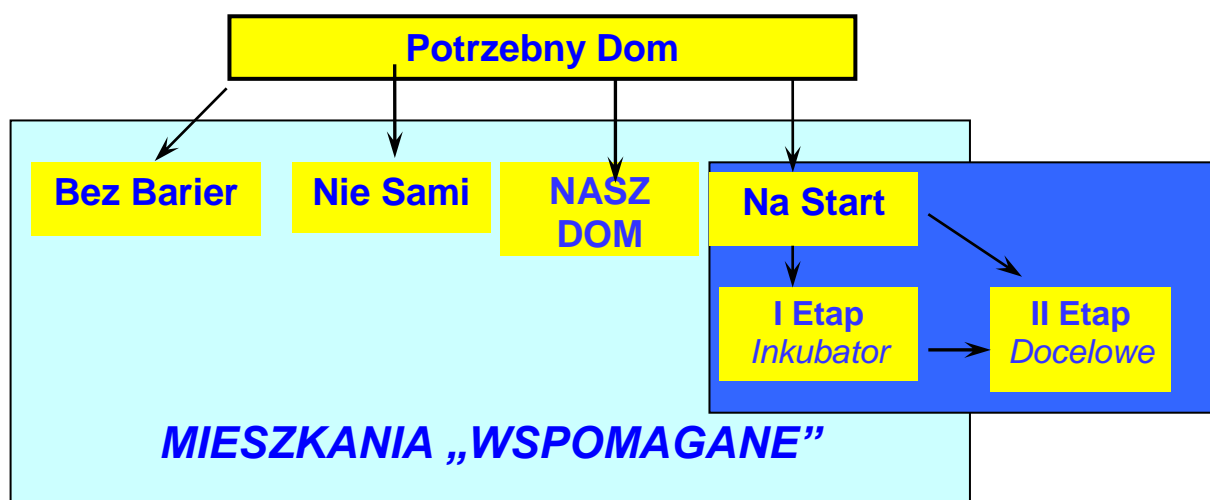 Potrzebny Dom
Bez Barier
Nie Sami
NASZ
DOM
Na Start
I Etap
Inkubator
II Etap
Docelowe
MIESZKANIA „WSPOMAGANE”